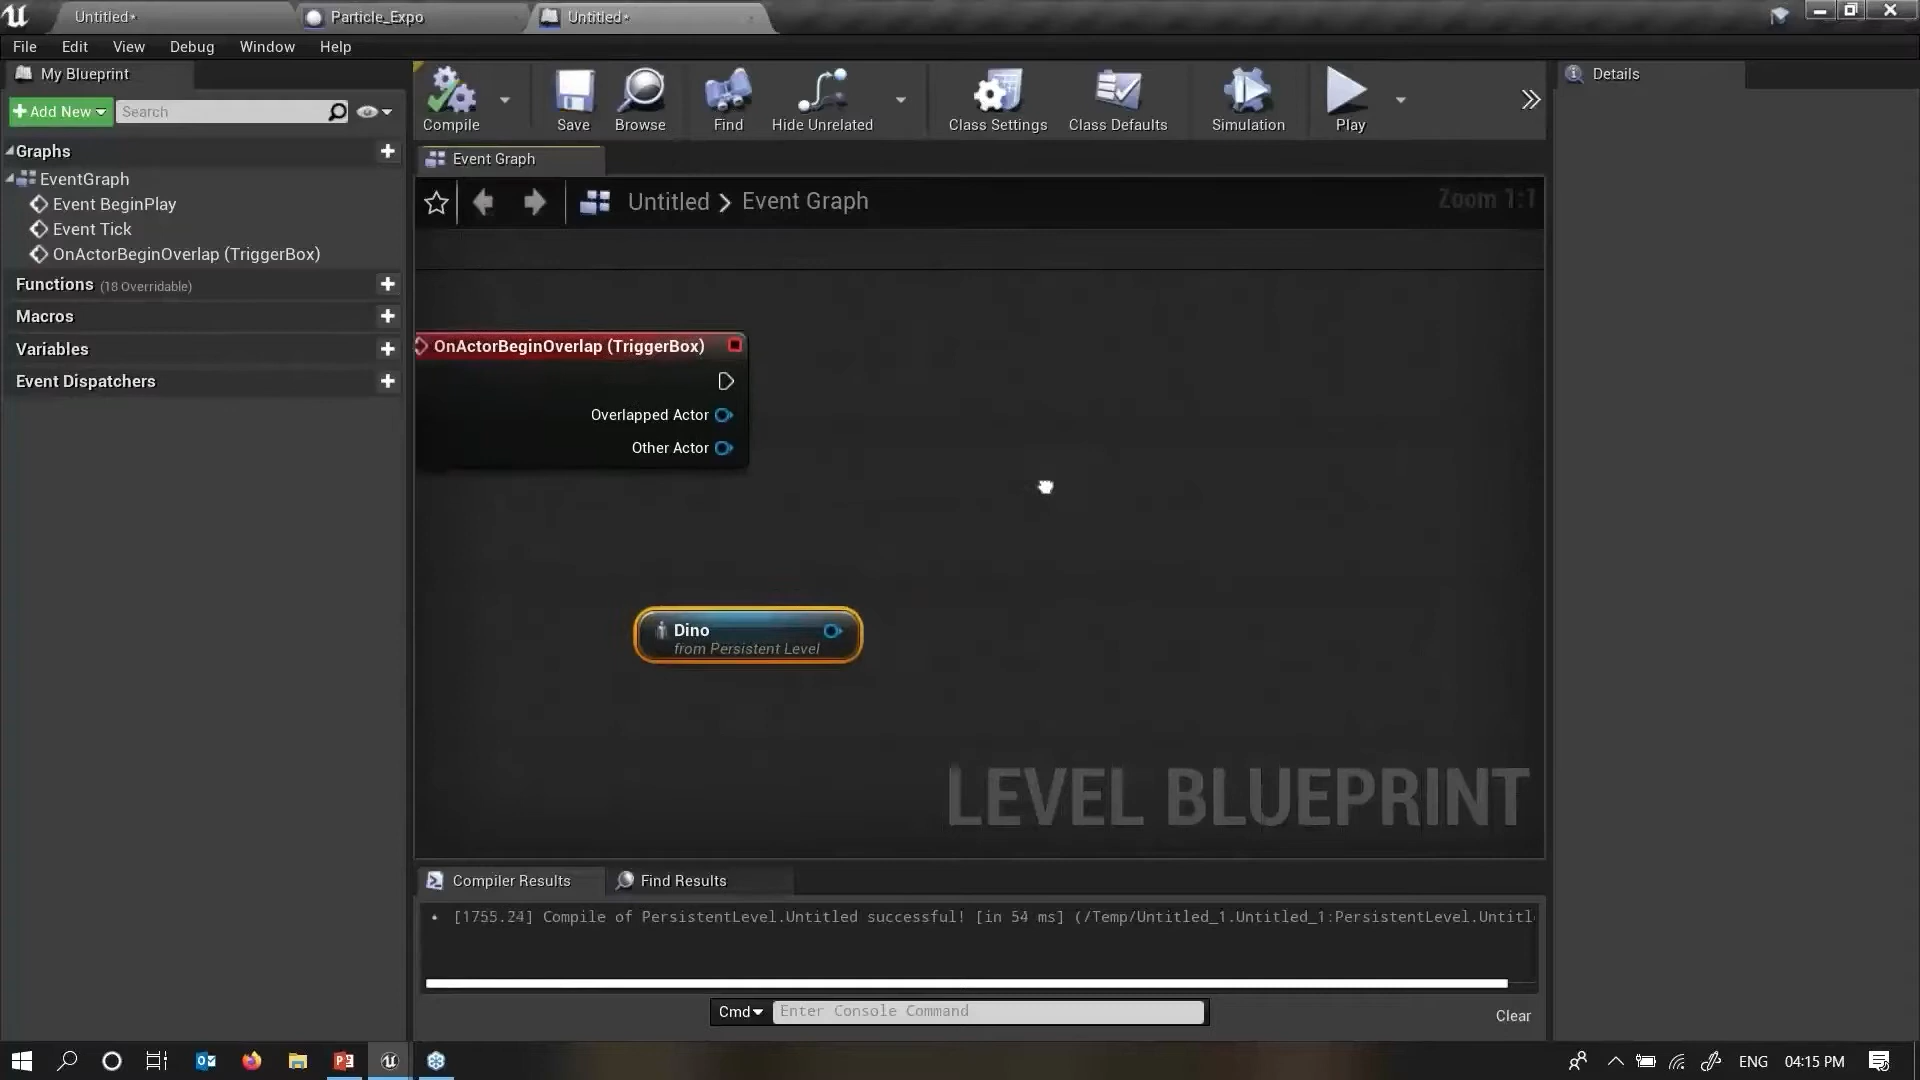 Untitled*
Particle_Expo
Untitled*
File Edit View Debug Window Help
My Blueprint
Add New
Search
Graphs
EventGraph
Event BeginPlay
Event Tick
OnActorBeginOverlap (TriggerBox)
Functions (18 Overridable)
Macros
Variables
Event Dispatchers
Compile Save Browse Find Hide Unrelated Class Settings Class Defaults Simulation Play
Event Graph
Untitled > Event Graph
Zoom 1:1
OnActorBeginOverlap (TriggerBox)
Overlapped Actor
Other Actor
Dino
from Persistent Level
LEVEL BLUEPRINT
Compiler Results
Find Results
• [1755.24] Compile of PersistentLevel.Untitled successful! [in 54 ms] (/Temp/Untitled_1.Untitled_1:PersistentLevel.Untitl
Cmd
Enter Console Command
Clear
Details
ENG 04:15 PM